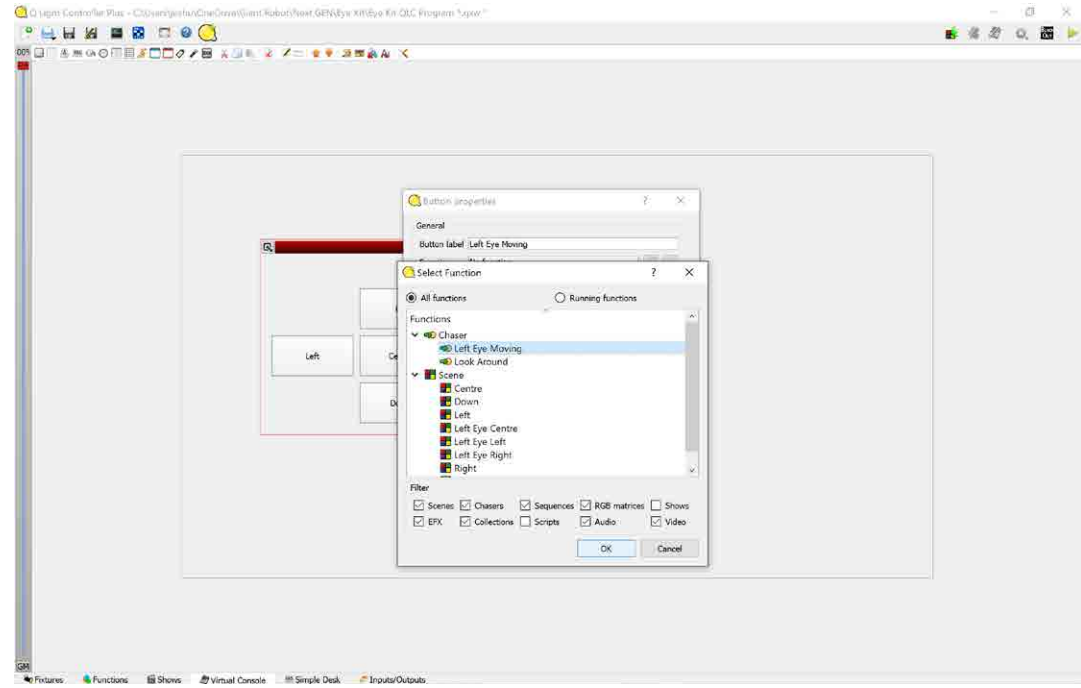 Q Light Controller Plus - C:\Users\
Button properties
General
Button label Left Eye Moving
Select Function
All functions Running functions
Functions
Chaser
Left Eye Moving
Look Around
Scene
Centre
Down
Left
Left Eye Centre
Left Eye Left
Left Eye Right
Right
Left
Filter
Scenes Chasers Sequences RGB matrices Shows
EFX Collections Scripts Audio Video
OK Cancel
GM
Fixtures Functions Shows Virtual Console Simple Desk Inputs/Outputs